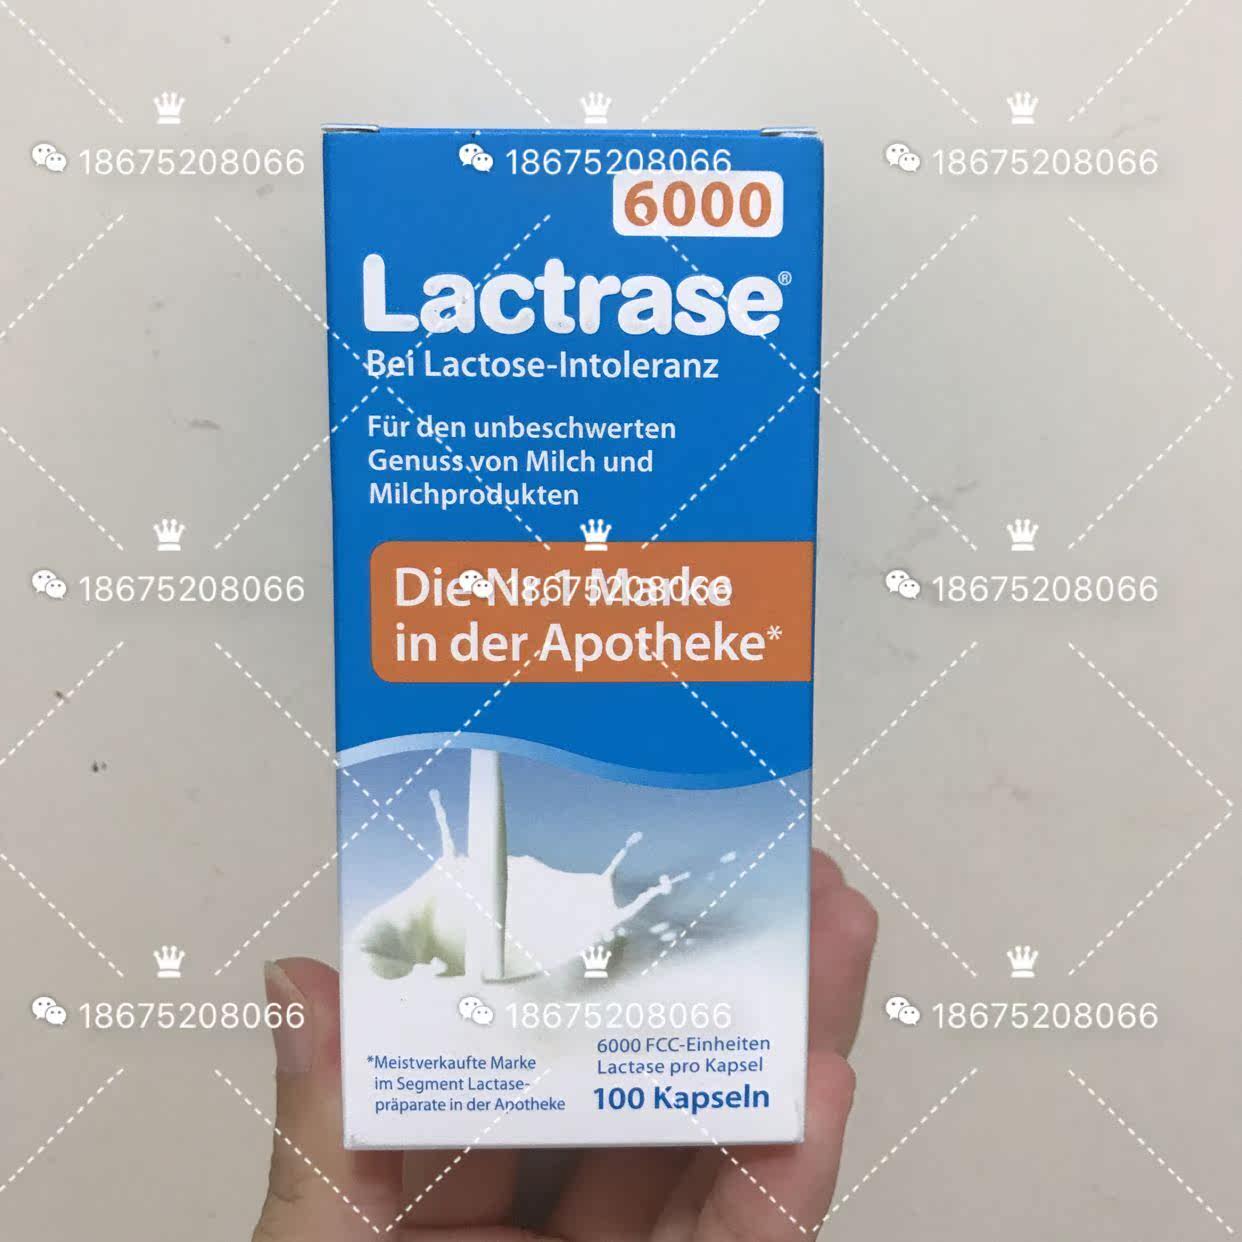 18675208066 18675208066 18675208066
6000
Lactrase®
Bei Lactose-Intoleranz
Für den unbeschwerten
Genuss von Milch und
Milchprodukten
Die Nr.1 Marke
in der Apotheke*
18675208066 18675208066 18675208066
18675208066 18675208066 18675208066
*Meistverkaufte Marke
im Segment Lactase-
präparate in der Apotheke
6000 FCC-Einheiten
Lactase pro Kapsel
100 Kapseln